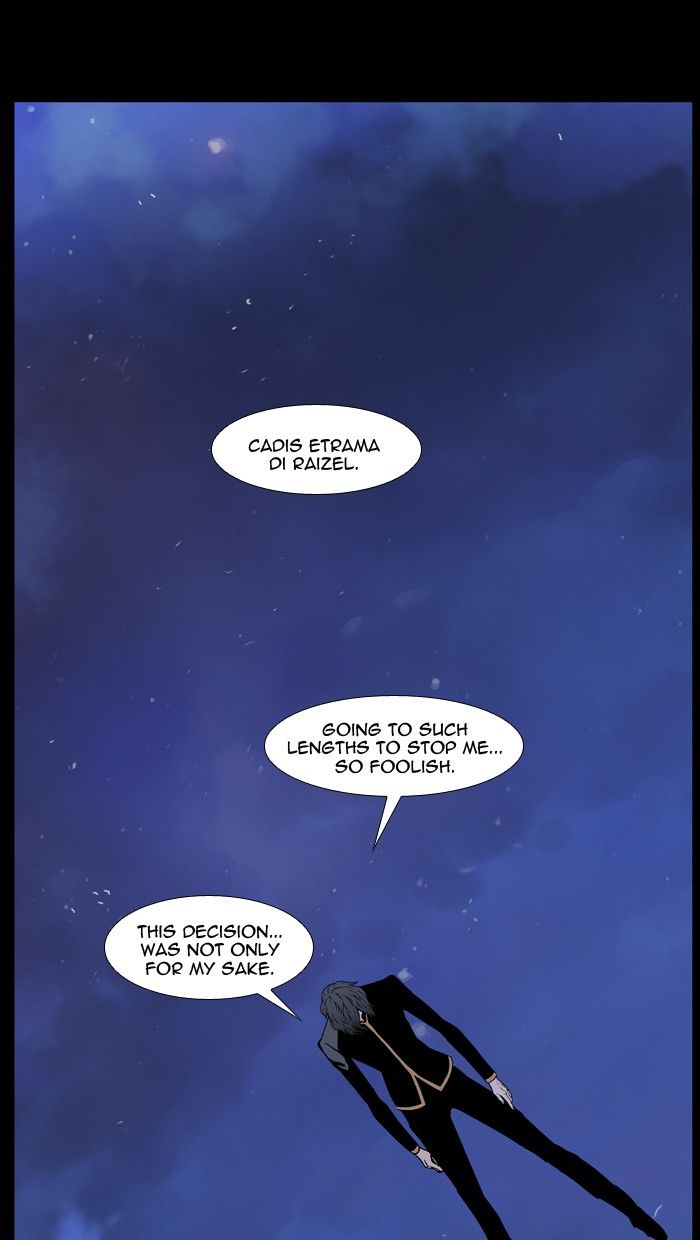 CADIS ETRAMA
DI RAIZEL.
GOING TO SUCH
LENGTHS TO STOP ME...
SO FOOLISH.
THIS DECISION...
WAS NOT ONLY
FOR MY SAKE.